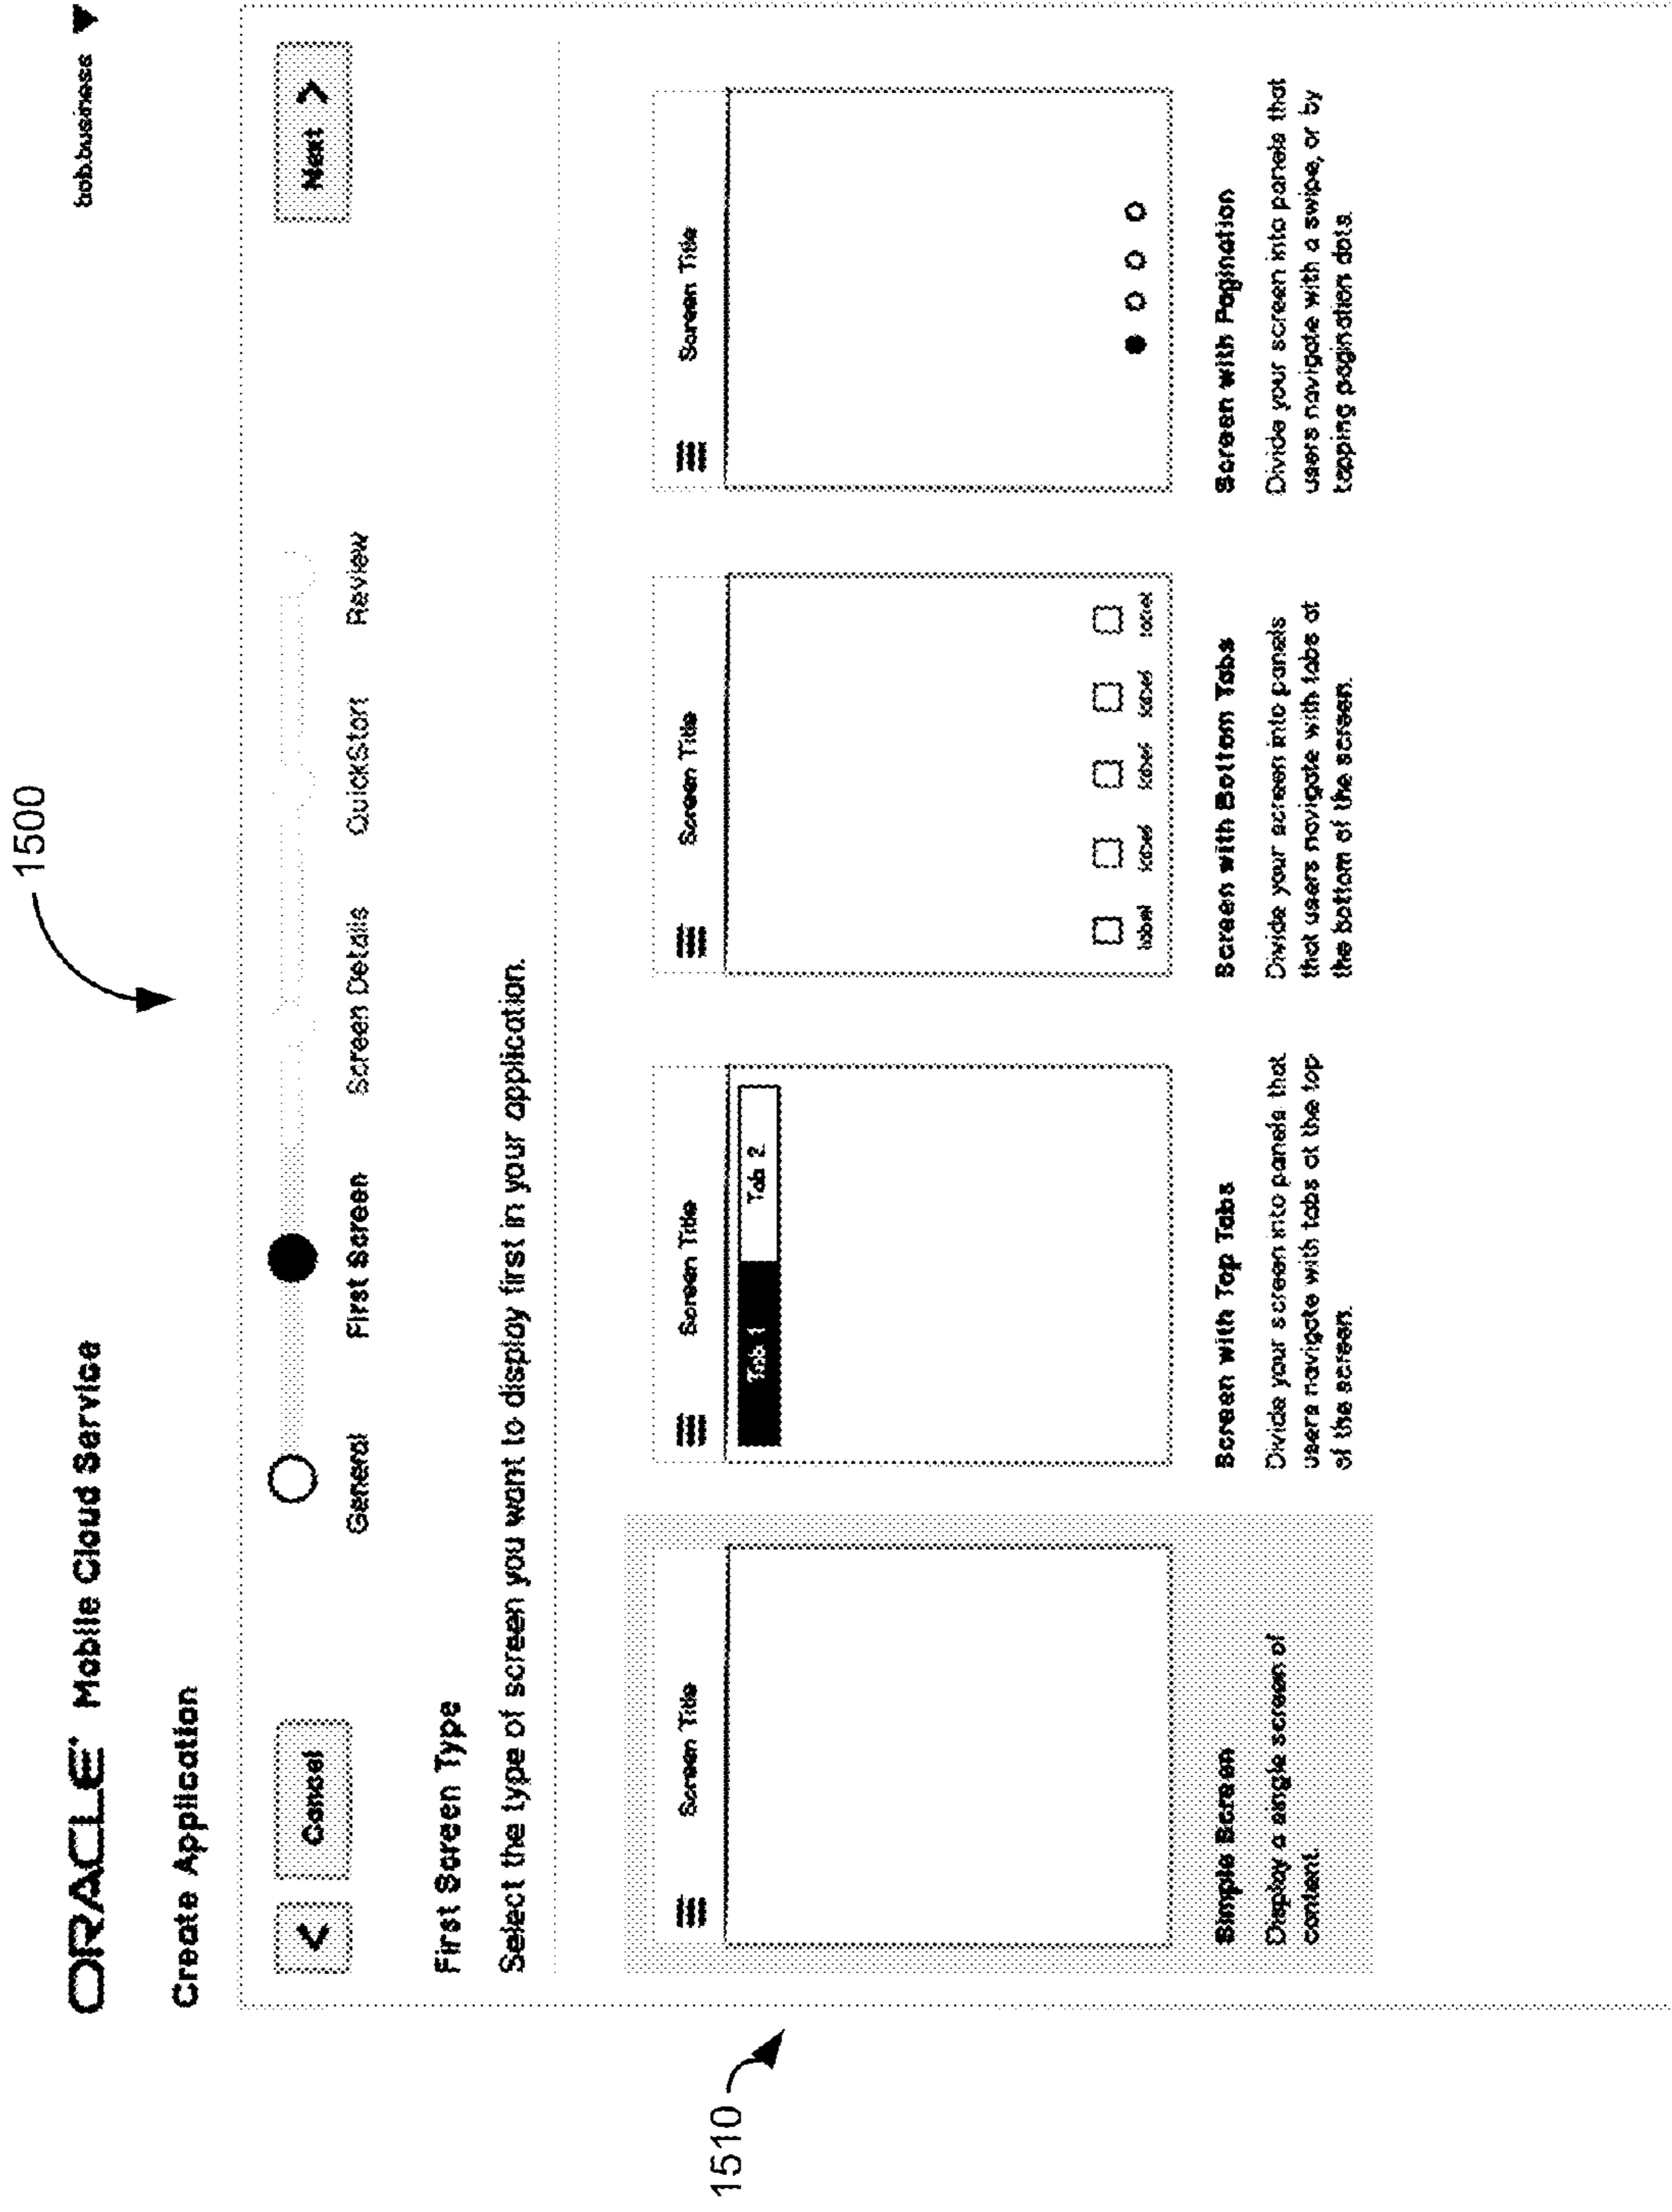 1500
ORACLE Mobile Cloud Service
bob.business
Create Application
Cancel
Next
General
First Screen
Screen Details
QuickStart
Review
First Screen Type
Select the type of screen you want to display first in your application.
1510
Screen Title
Simple Screen
Display a single screen of
content.
Screen Title
Tab 1
Tab 2
Screen with Top Tabs
Divide your screen into panels that
users navigate with tabs at the top
of the screen.
Screen Title
label
label
label
label
label
Screen with Bottom Tabs
Divide your screen into panels
that users navigate with tabs at
the bottom of the screen.
Screen Title
Screen with Pagination
Divide your screen into panels that
users navigate with a swipe, or by
tapping pagination dots.